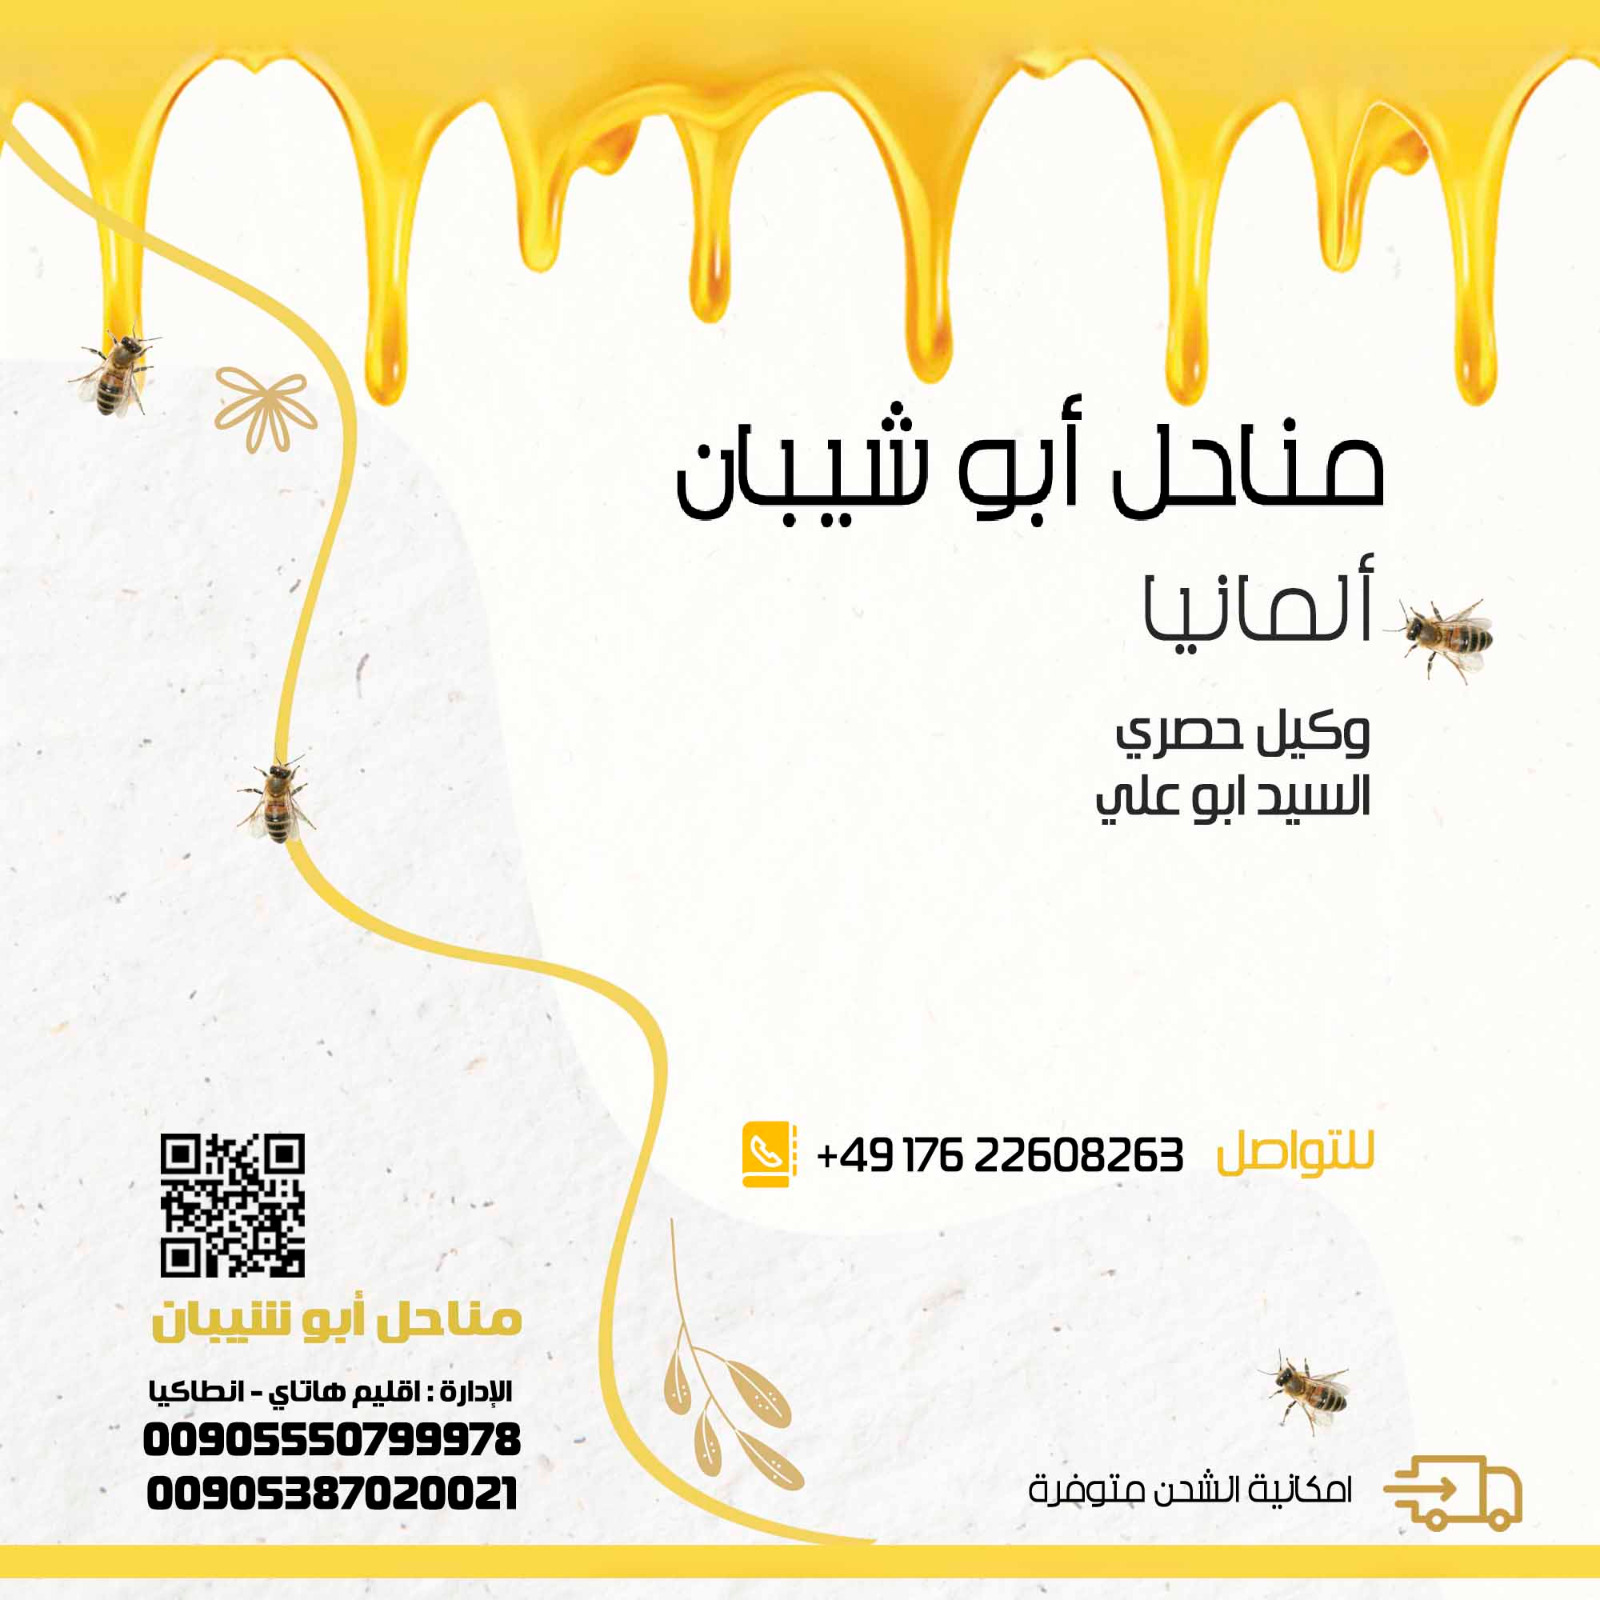 مناحل أبو شيبان
ألمانيا
وكيل حصري
السيد ابو علي
للتواصل +49 176 22608263
مناحل أبو شيبان
الإدارة : اقليم هاتاي - انطاكيا
00905550799978
00905387020021
امكانية الشحن متوفرة